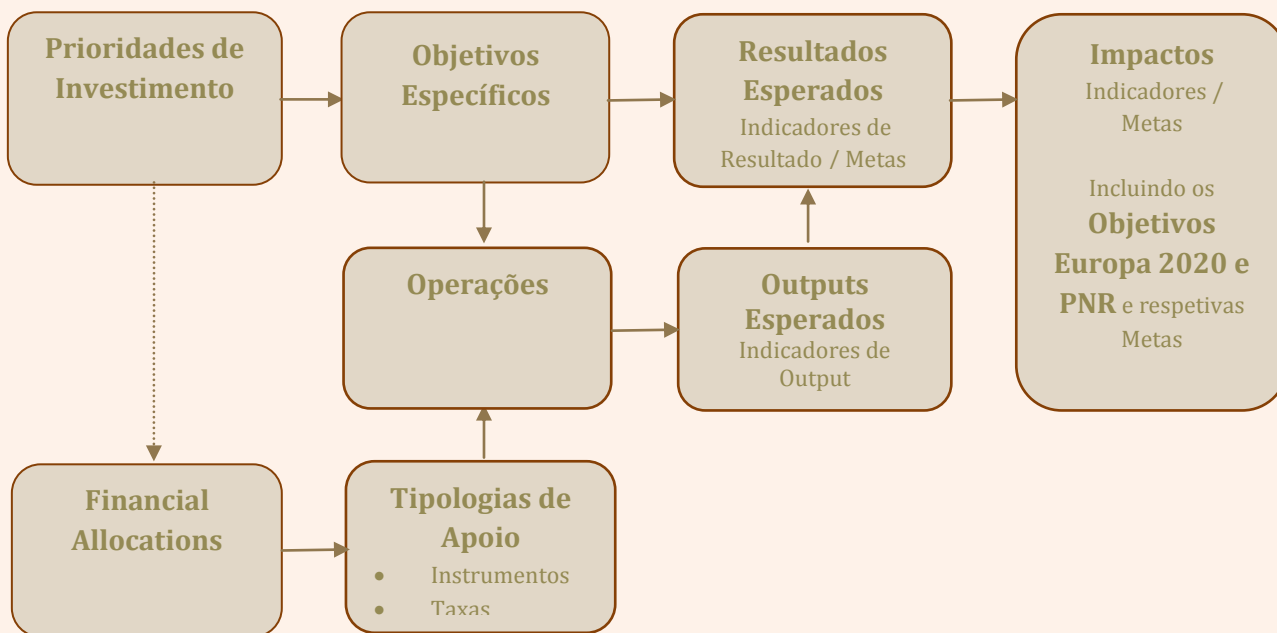 Prioridades de
Investimento
Objetivos
Específicos
Resultados
Esperados
Indicadores de
Resultado / Metas
Impactos
Indicadores /
Metas
Incluindo os
Objetivos
Europa 2020 e
PNR e respetivas
Metas
Operações
Outputs
Esperados
Indicadores de
Output
Financial
Allocations
Tipologias de
Apoio
• Instrumentos
• Taxas